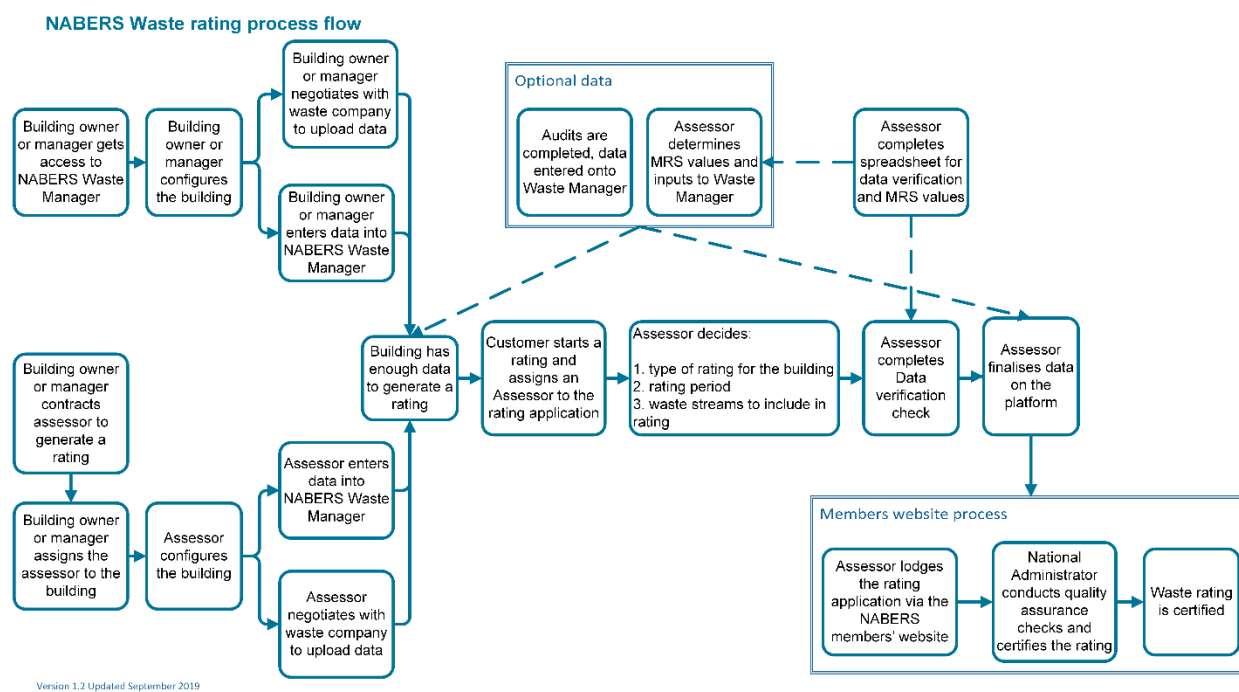 NABERS Waste rating process flow
Building owner
or manager gets
access to
NABERS Waste
Manager
Building
owner or
manager
configures
the building
Building owner
or manager
negotiates with
waste company
to upload data
Building owner
or manager
enters data into
NABERS Waste
Manager
Optional data
Audits are
completed, data
entered onto
Waste Manager
Assessor
determines
MRS values and
inputs to Waste
Manager
Assessor
completes
spreadsheet for
data verification
and MRS values
Building owner
or manager
contracts
assessor to
generate a
rating
Building owner
or manager
assigns the
assessor to the
building
Assessor
configures
the building
Assessor enters
data into
NABERS Waste
Manager
Assessor
negotiates with
waste company
to upload data
Building has
enough data
to generate a
rating
Customer starts a
rating and
assigns an
Assessor to the
rating application
Assessor decides:
1. type of rating for the building
2. rating period
3. waste streams to include in
rating
Assessor
completes
Data
verification
check
Assessor
finalises data
on the
platform
Members website process
Assessor lodges
the rating
application via the
NABERS
members' website
National
Administrator
conducts quality
assurance
checks and
certifies the rating
Waste rating
is certified
Version 1.2 Updated September 2019